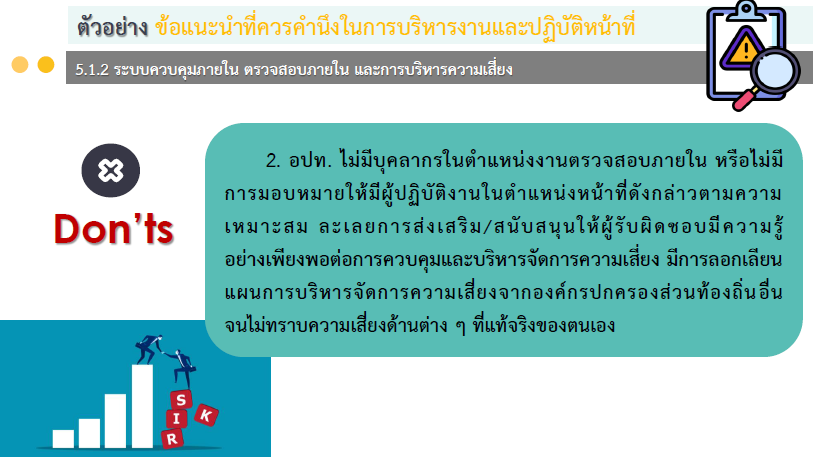 ตัวอย่าง ข้อแนะนำที่ควรคำนึงในการบริหารงานและปฏิบัติหน้าที่
5.1.2 ระบบควบคุมภายใน ตรวจสอบภายใน และการบริหารความเสี่ยง
Don'ts
2. อปท. ไม่มีบุคลากรในตำแหน่งงานตรวจสอบภายใน หรือไม่มี
การมอบหมายให้มีผู้ปฏิบัติงานในตำแหน่งหน้าที่ดังกล่าวตามความ
เหมาะสม ละเลยการส่งเสริม/สนับสนุนให้ผู้รับผิดชอบมีความรู้
อย่างเพียงพอต่อการควบคุมและบริหารจัดการความเสี่ยง มีการลอกเลียน
แผนการบริหารจัดการความเสี่ยงจากองค์กรปกครองส่วนท้องถิ่นอื่น
จนไม่ทราบความเสี่ยงด้านต่าง ๆ ที่แท้จริงของตนเอง
S
I K
R